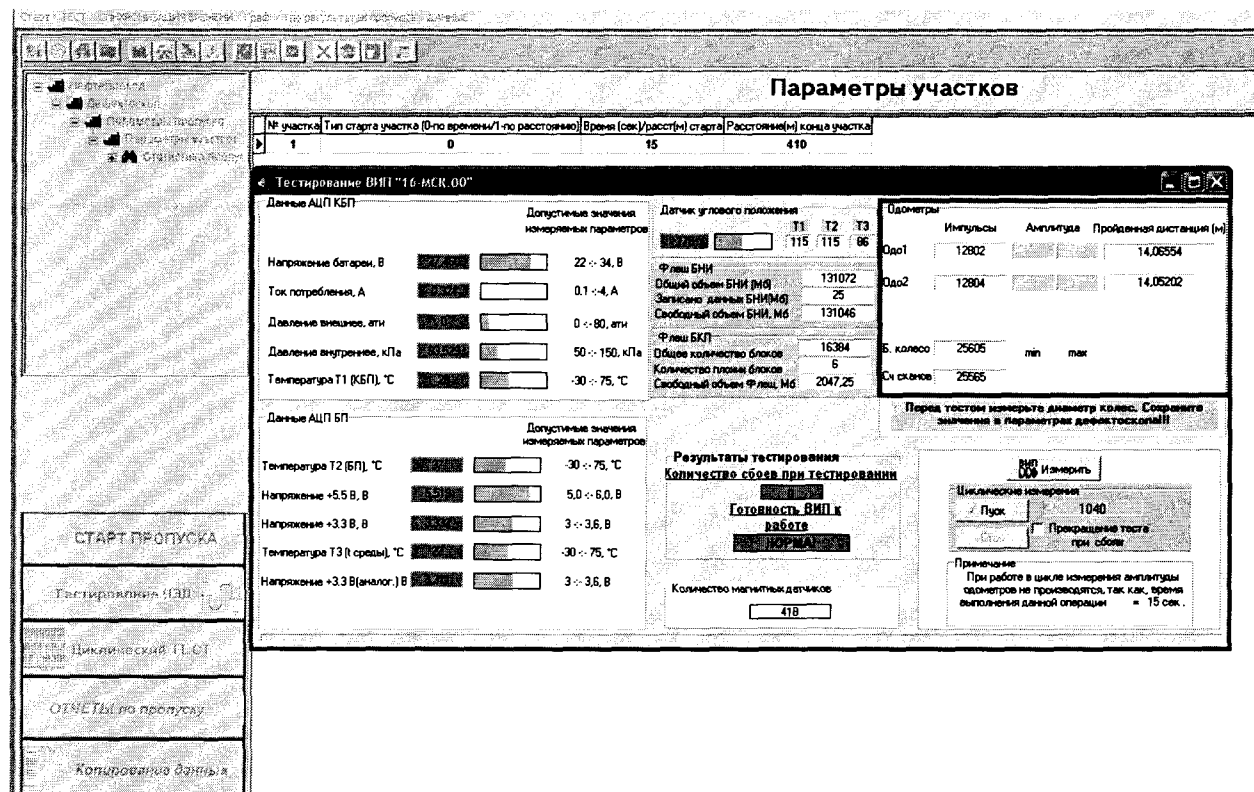 Параметры участков
№ участка Тип старта участка (0-по времени/1-по расстоянию) Время (сек)/расст(м) старта Расстояние(м) конца участка
1 0 15 410
Тестирование ВИП "16-МСК.00"
Данные АЦП КБП
Допустимые значения
измеряемых параметров
Напряжение батареи, В 22 <·> 34, В
Ток потребления, А 0.1 <·>4, А
Давление внешнее, ати 0 <·>80, ати
Давление внутреннее, кПа 50 <·> 150, кПа
Температура Т1 (КБП), °С -30 <·> 75, °С
Данные АЦП БП
Допустимые значения
измеряемых параметров
Температура Т2 (БП), °С -30 <·> 75, °С
Напряжение +5.5 В, В 5,0 <·> 6,0, В
Напряжение +3.3 В, В 3 <·> 3,6, В
Температура Т3 (t среды), °С -30 <·> 75, °С
Напряжение +3.3 В(аналог.) В 3 <·> 3,6, В
Датчик углового положения
Т1 Т2 Т3
115 115 86
Флеш БНИ
Общий объем БНИ (Мб) 131072
Записано данных БНИ(Мб) 25
Свободный объем БНИ, Мб 131046
Флеш БКП
Общее количество блоков 16384
Количество плохих блоков 6
Свободный объем Флеш, Мб 2047,25
Одометры
Импульсы Амплитуда Пройденная дистанция (м)
Одо1 12802 14,06554
Одо2 12804 14,05202
Б. колесо 25605 min max
Сч сканов 25565
Перед тестом измерьте диаметр колес. Сохраните
значения в параметрах дефектоскопа!!!
Результаты тестирования
Количество сбоев при тестировании
Готовность ВИП к
работе
НОРМА!
Количество магнитных датчиков
418
ВИП
ОДО Измерить
Циклические измерения
Пуск 1040
Стоп
Прекращение теста
при сбоях
Примечание
При работе в цикле измерения амплитуды
одометров не производятся, так как, время
выполнения данной операции = 15 сек.
СТАРТ ПРОПУСКА
Тестирование
Циклический ТЕСТ
ОТЧЕТЫ по пропуску
Копирование данных